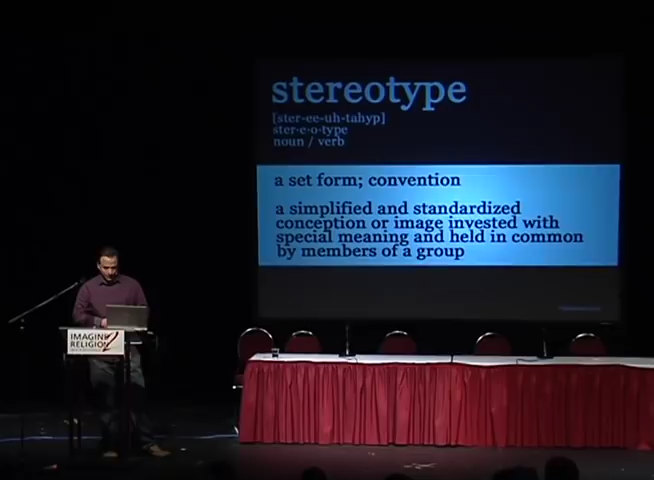 stereotype
[ster-ee-uh-tahyp]
ster·e·o·type
noun / verb
a set form; convention
a simplified and standardized
conception or image invested with
special meaning and held in common
by members of a group
IMAGINE
RELIGION 2